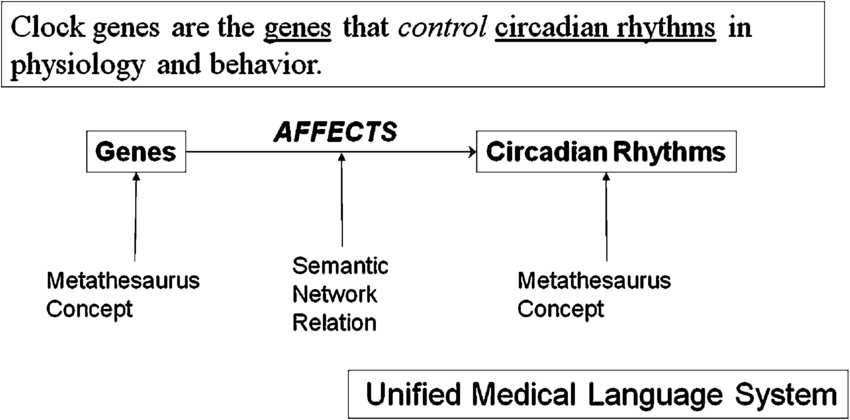 Clock genes are the genes that control circadian rhythms in
physiology and behavior.
AFFECTS
Genes
Circadian Rhythms
Metathesaurus
Concept
Semantic
Network
Relation
Metathesaurus
Concept
Unified Medical Language System